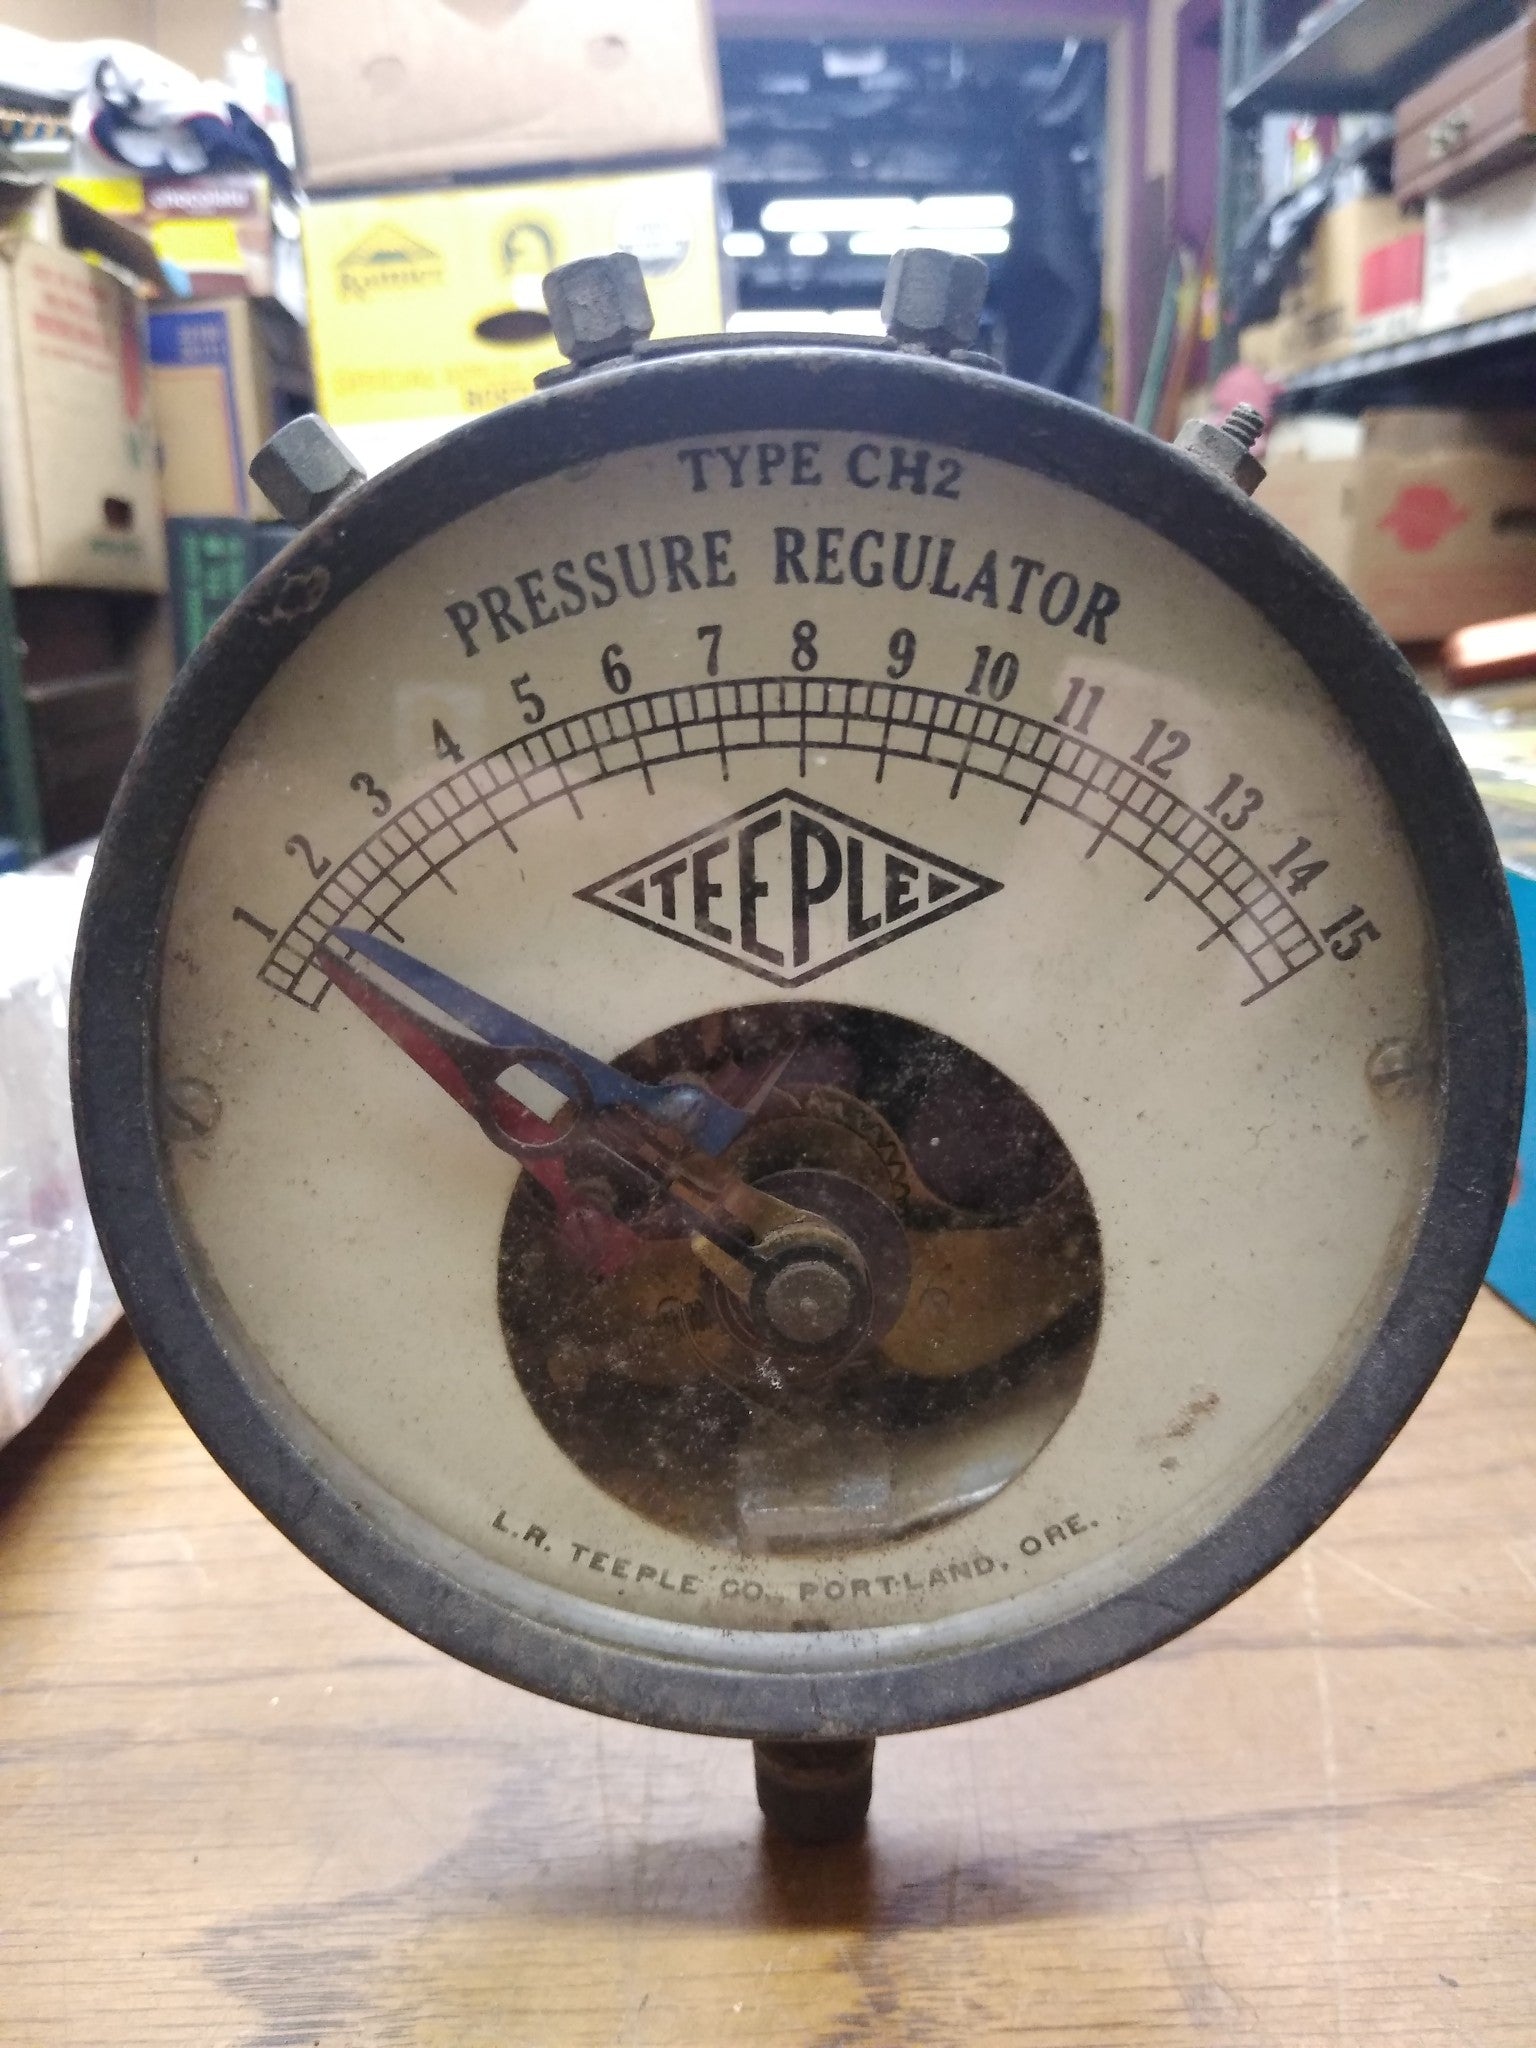 TYPE CH2
PRESSURE REGULATOR
1 2 3 4 5 6 7 8 9 10 11 12 13 14 15
TEEPLE
L.R. TEEPLE CO., PORTLAND, ORE.
chocolate